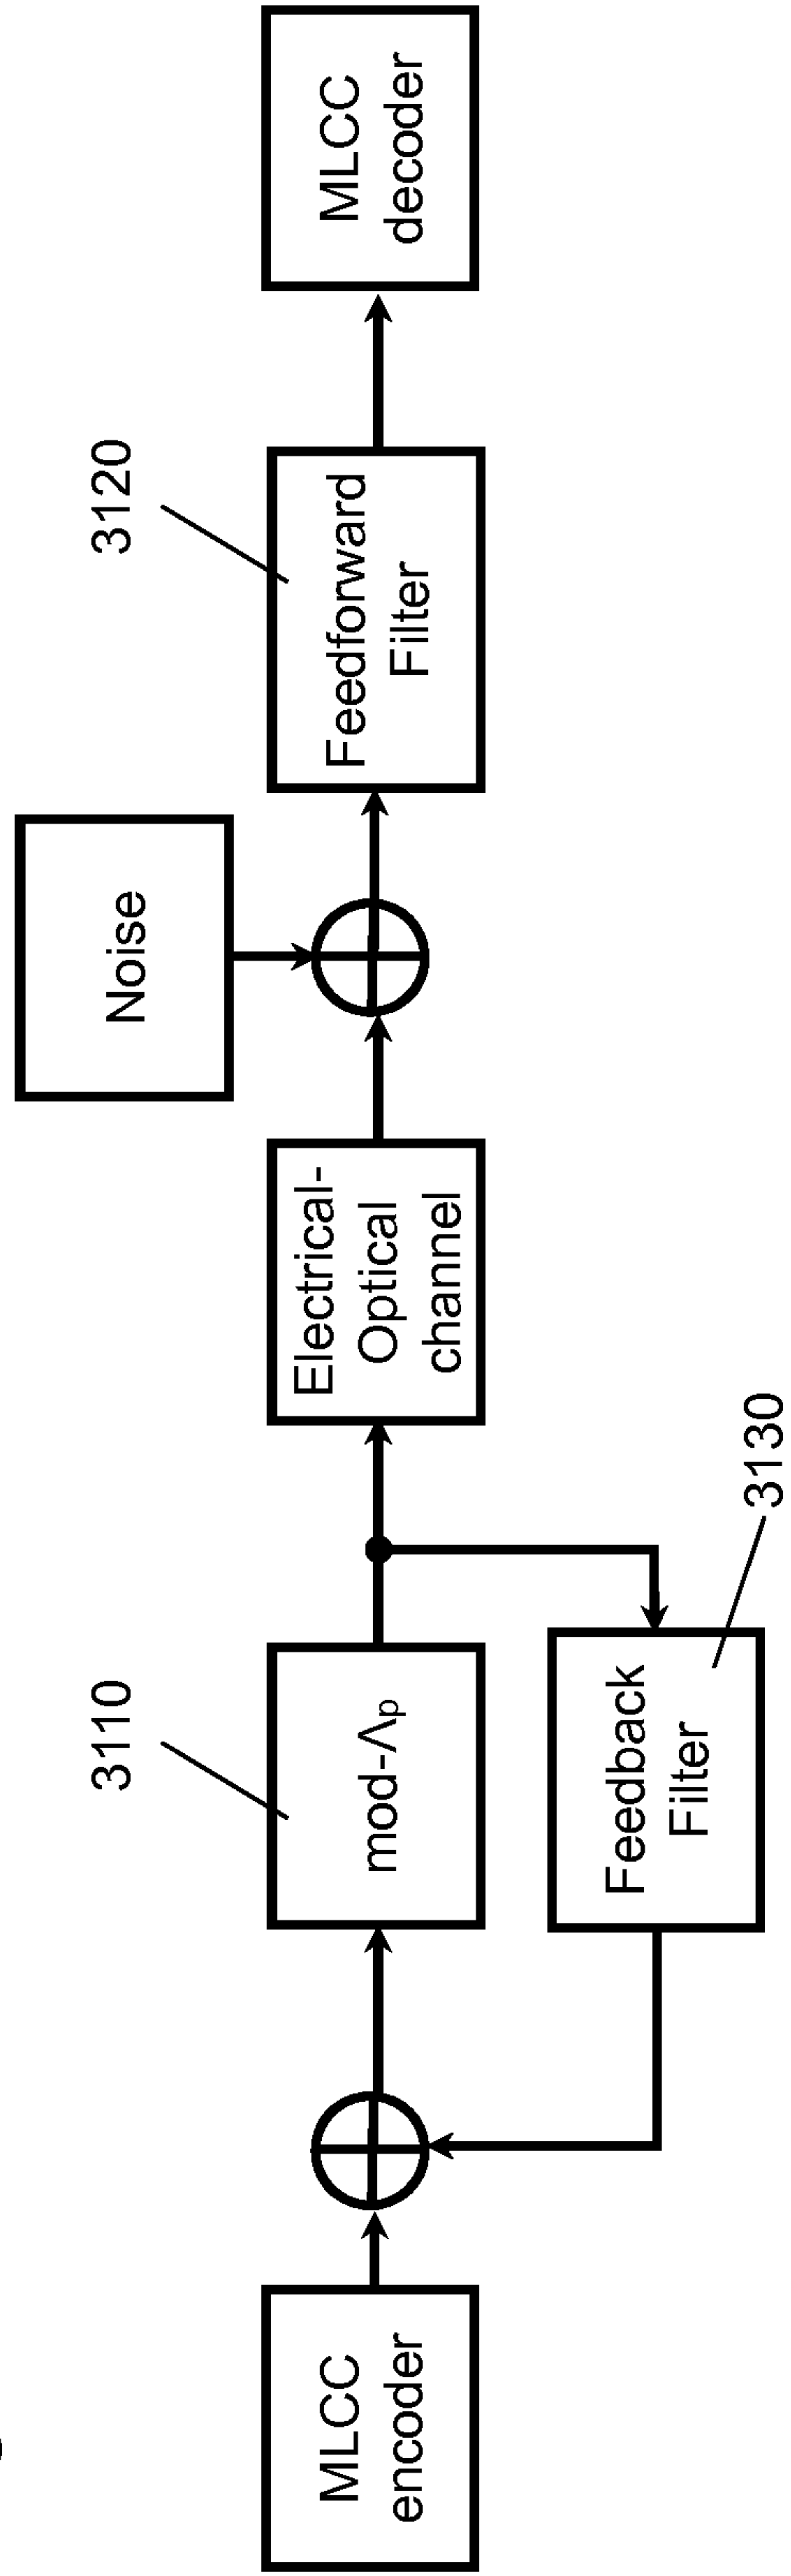 MLCC
encoder
3110
mod-Λp
Feedback
Filter
3130
Electrical-
Optical
channel
Noise
3120
Feedforward
Filter
MLCC
decoder